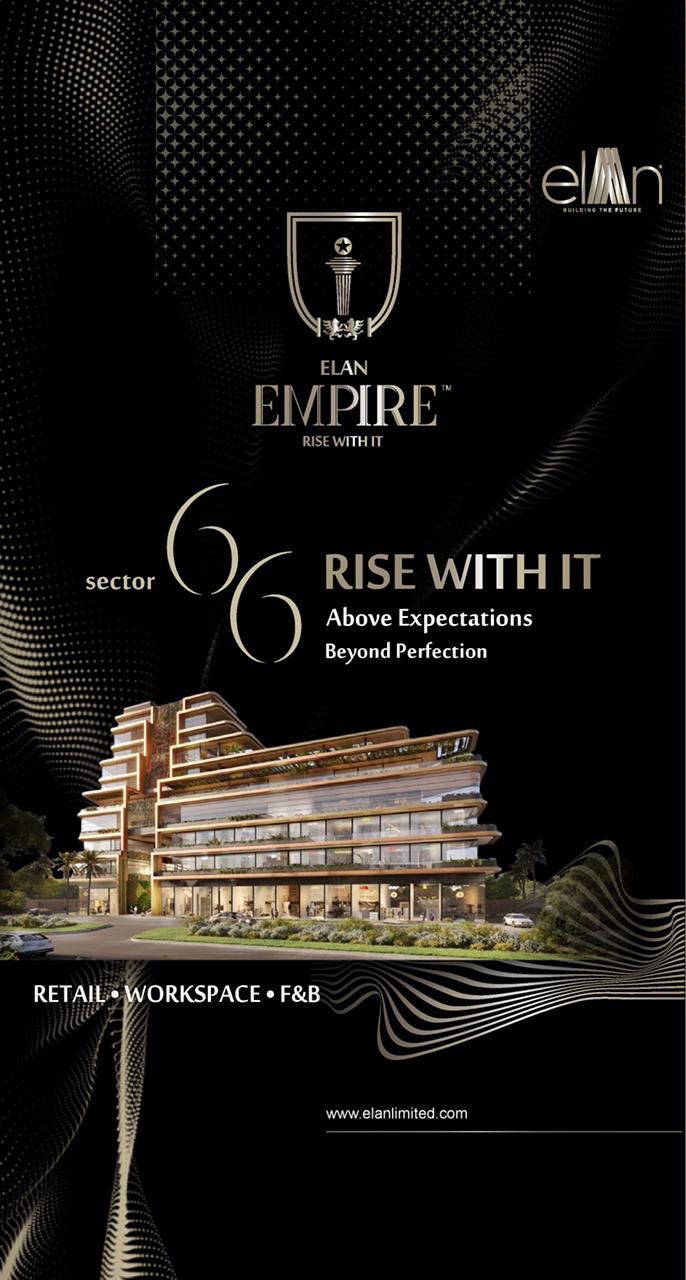 elan
BUILDING THE FUTURE
ELAN
EMPIRE™
RISE WITH IT
sector 66
RISE WITH IT
Above Expectations
Beyond Perfection
RETAIL • WORKSPACE • F&B
www.elanlimited.com